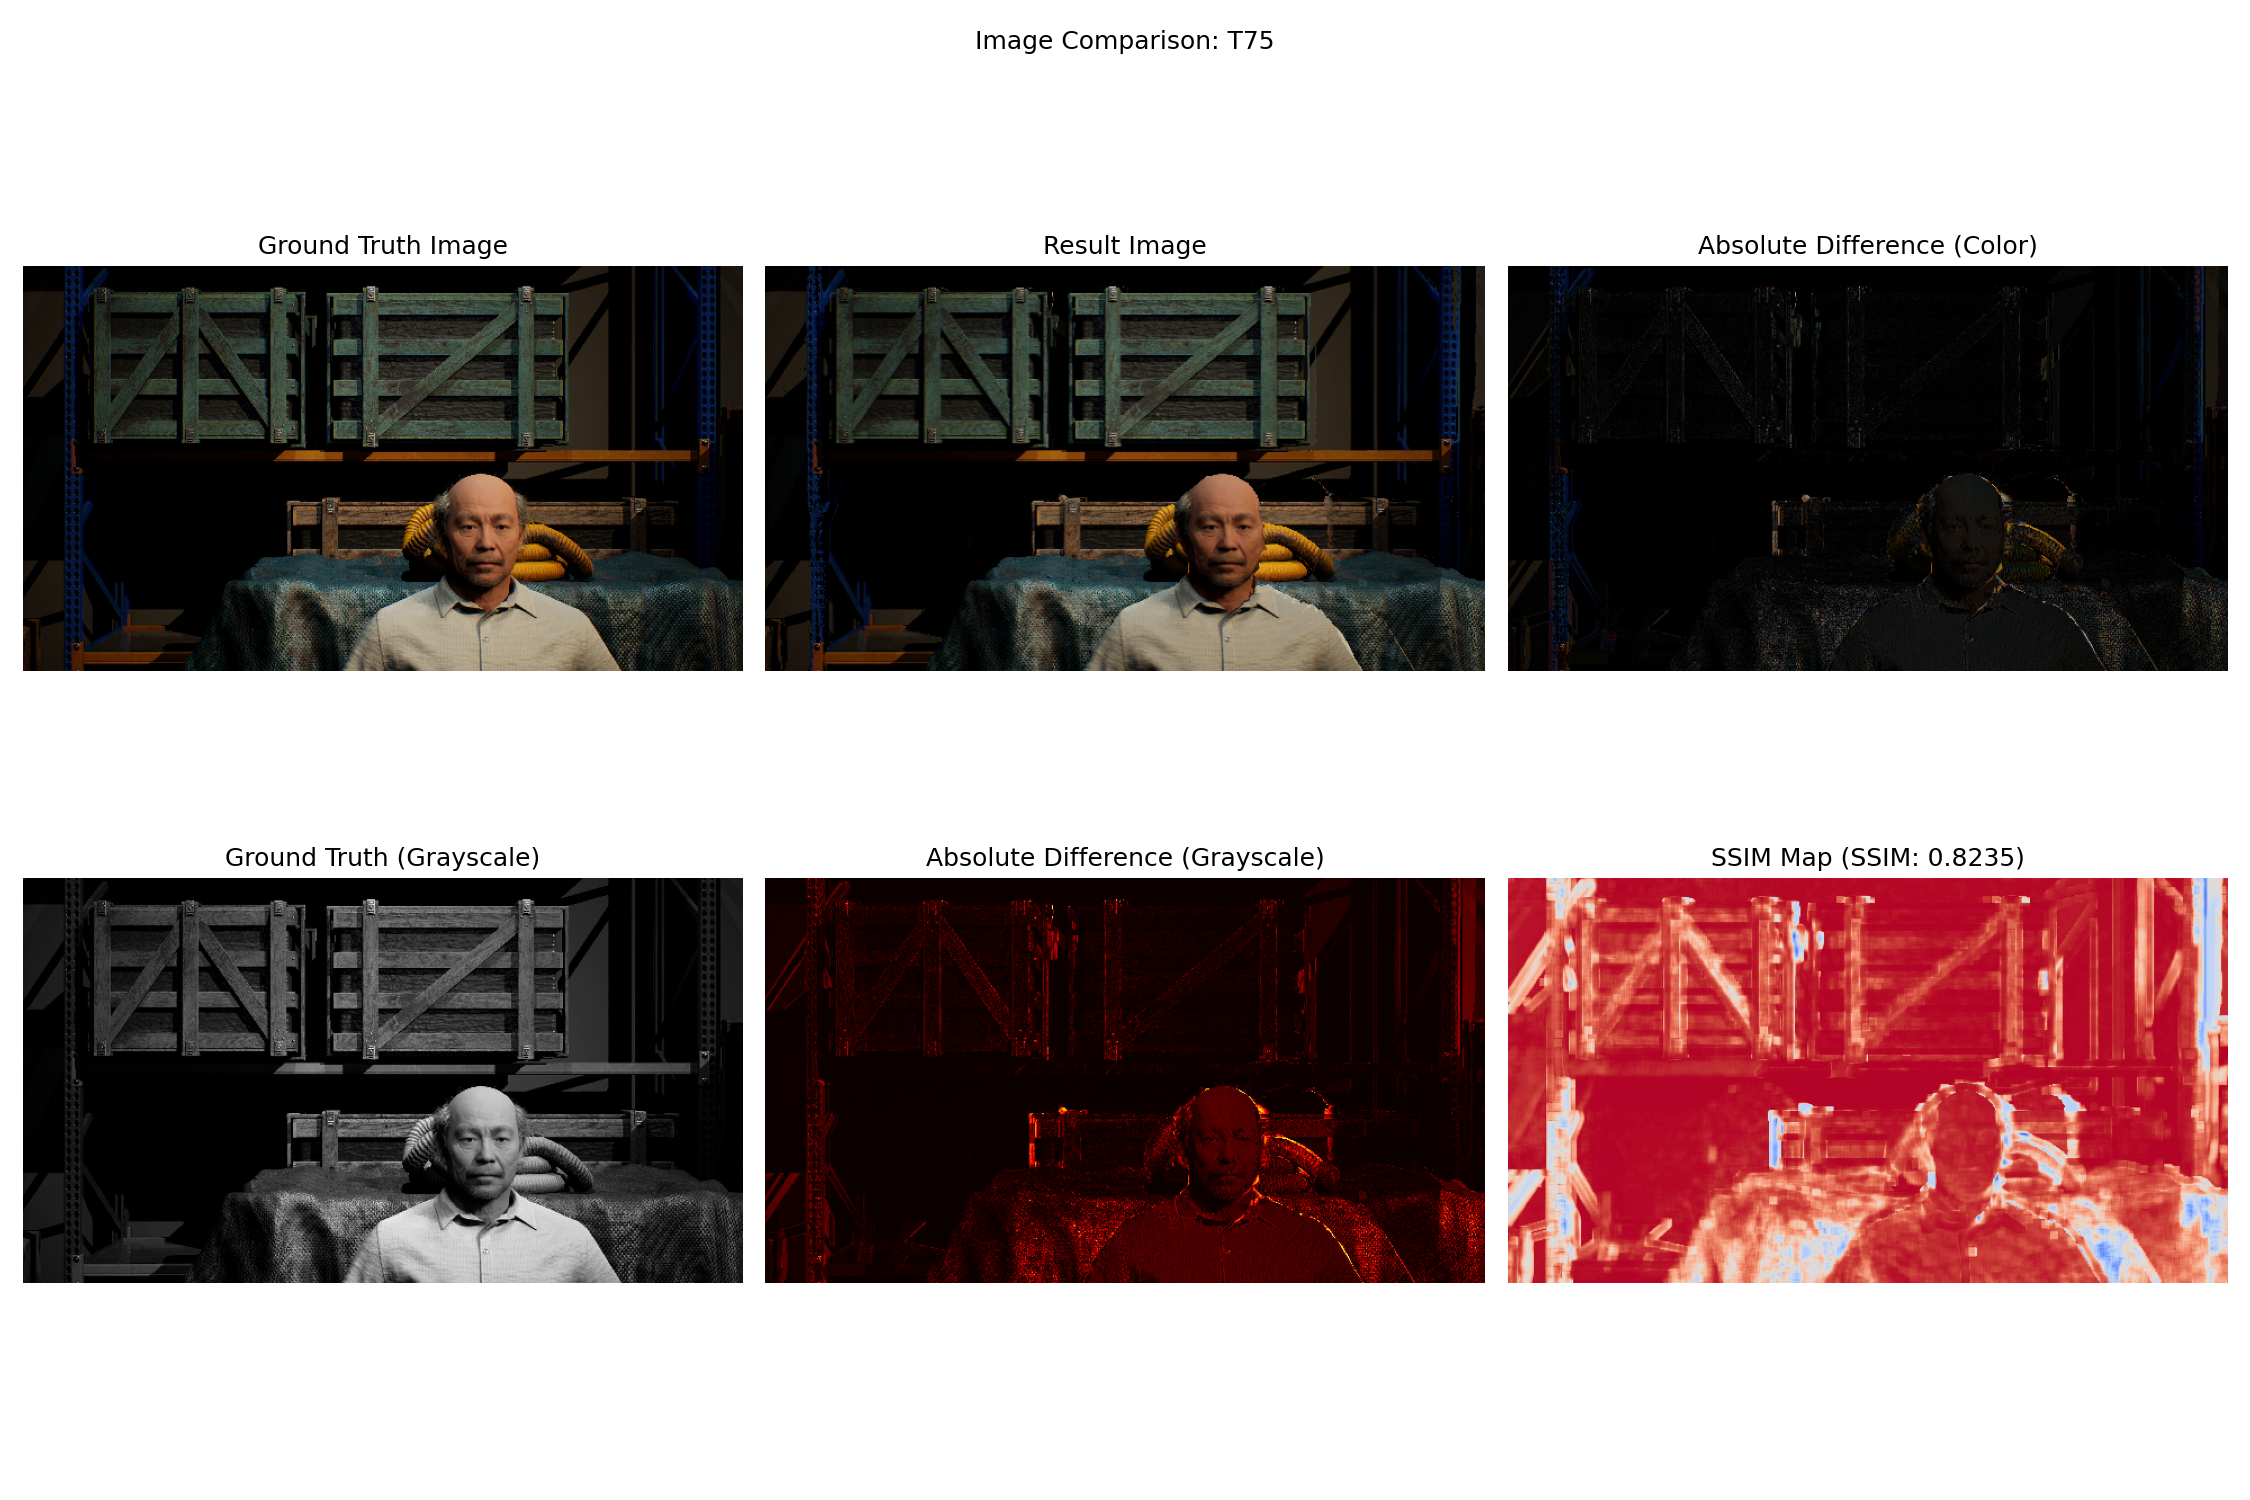 Image Comparison: T75
Ground Truth Image
Result Image
Absolute Difference (Color)
Ground Truth (Grayscale)
Absolute Difference (Grayscale)
SSIM Map (SSIM: 0.8235)